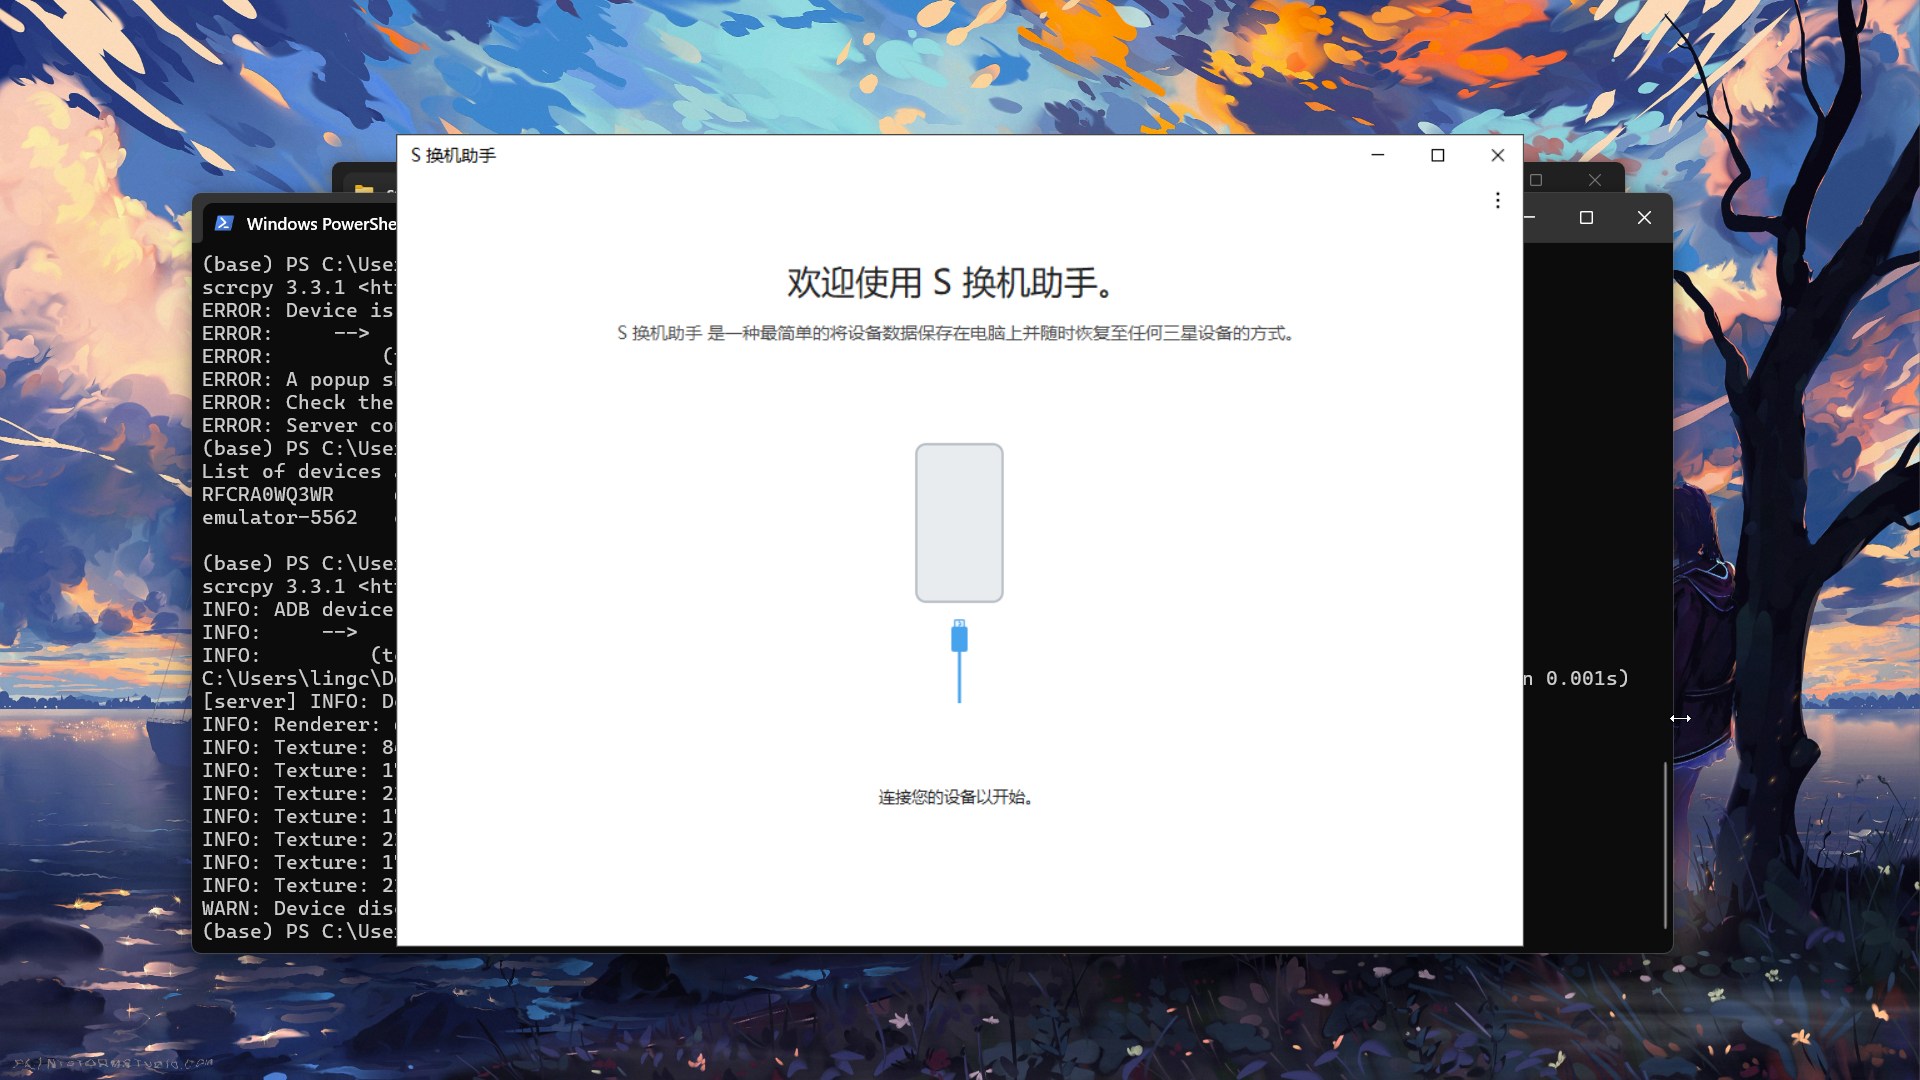 S 换机助手
Windows PowerShe
欢迎使用 S 换机助手。
S 换机助手 是一种最简单的将设备数据保存在电脑上并随时恢复至任何三星设备的方式。
连接您的设备以开始。
(base) PS C:\Use
scrcpy 3.3.1 <ht
ERROR: Device is
ERROR:     -->
ERROR:         (
ERROR: A popup s
ERROR: Check the
ERROR: Server co
(base) PS C:\Use
List of devices
RFCRA0WQ3WR
emulator-5562
(base) PS C:\Use
scrcpy 3.3.1 <ht
INFO: ADB device
INFO:     -->
INFO:         (t
C:\Users\lingc\D
n 0.001s)
[server] INFO: D
INFO: Renderer:
INFO: Texture: 8
INFO: Texture: 1
INFO: Texture: 2
INFO: Texture: 1
INFO: Texture: 2
INFO: Texture: 1
INFO: Texture: 2
WARN: Device dis
(base) PS C:\Use